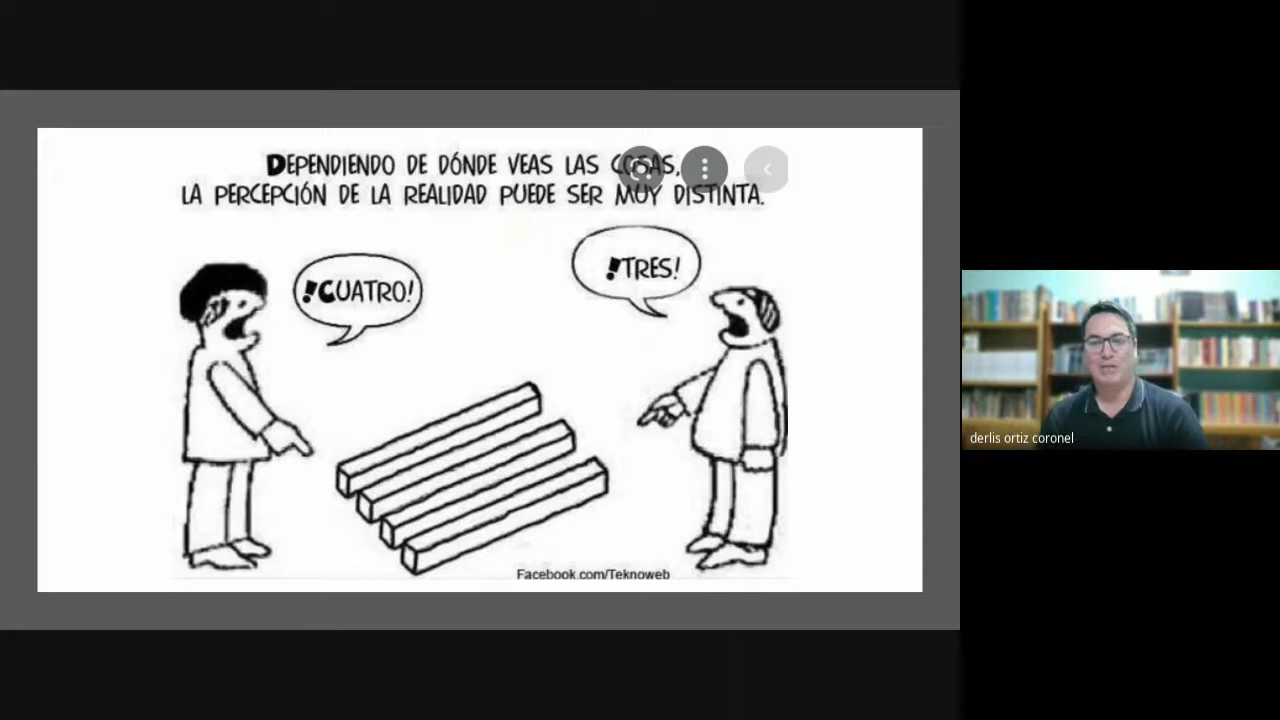 DEPENDIENDO DE DÓNDE VEAS LAS COSAS,
LA PERCEPCIÓN DE LA REALIDAD PUEDE SER MUY DISTINTA.
!CUATRO!
!TRES!
Facebook.com/Teknoweb
derlis ortiz coronel